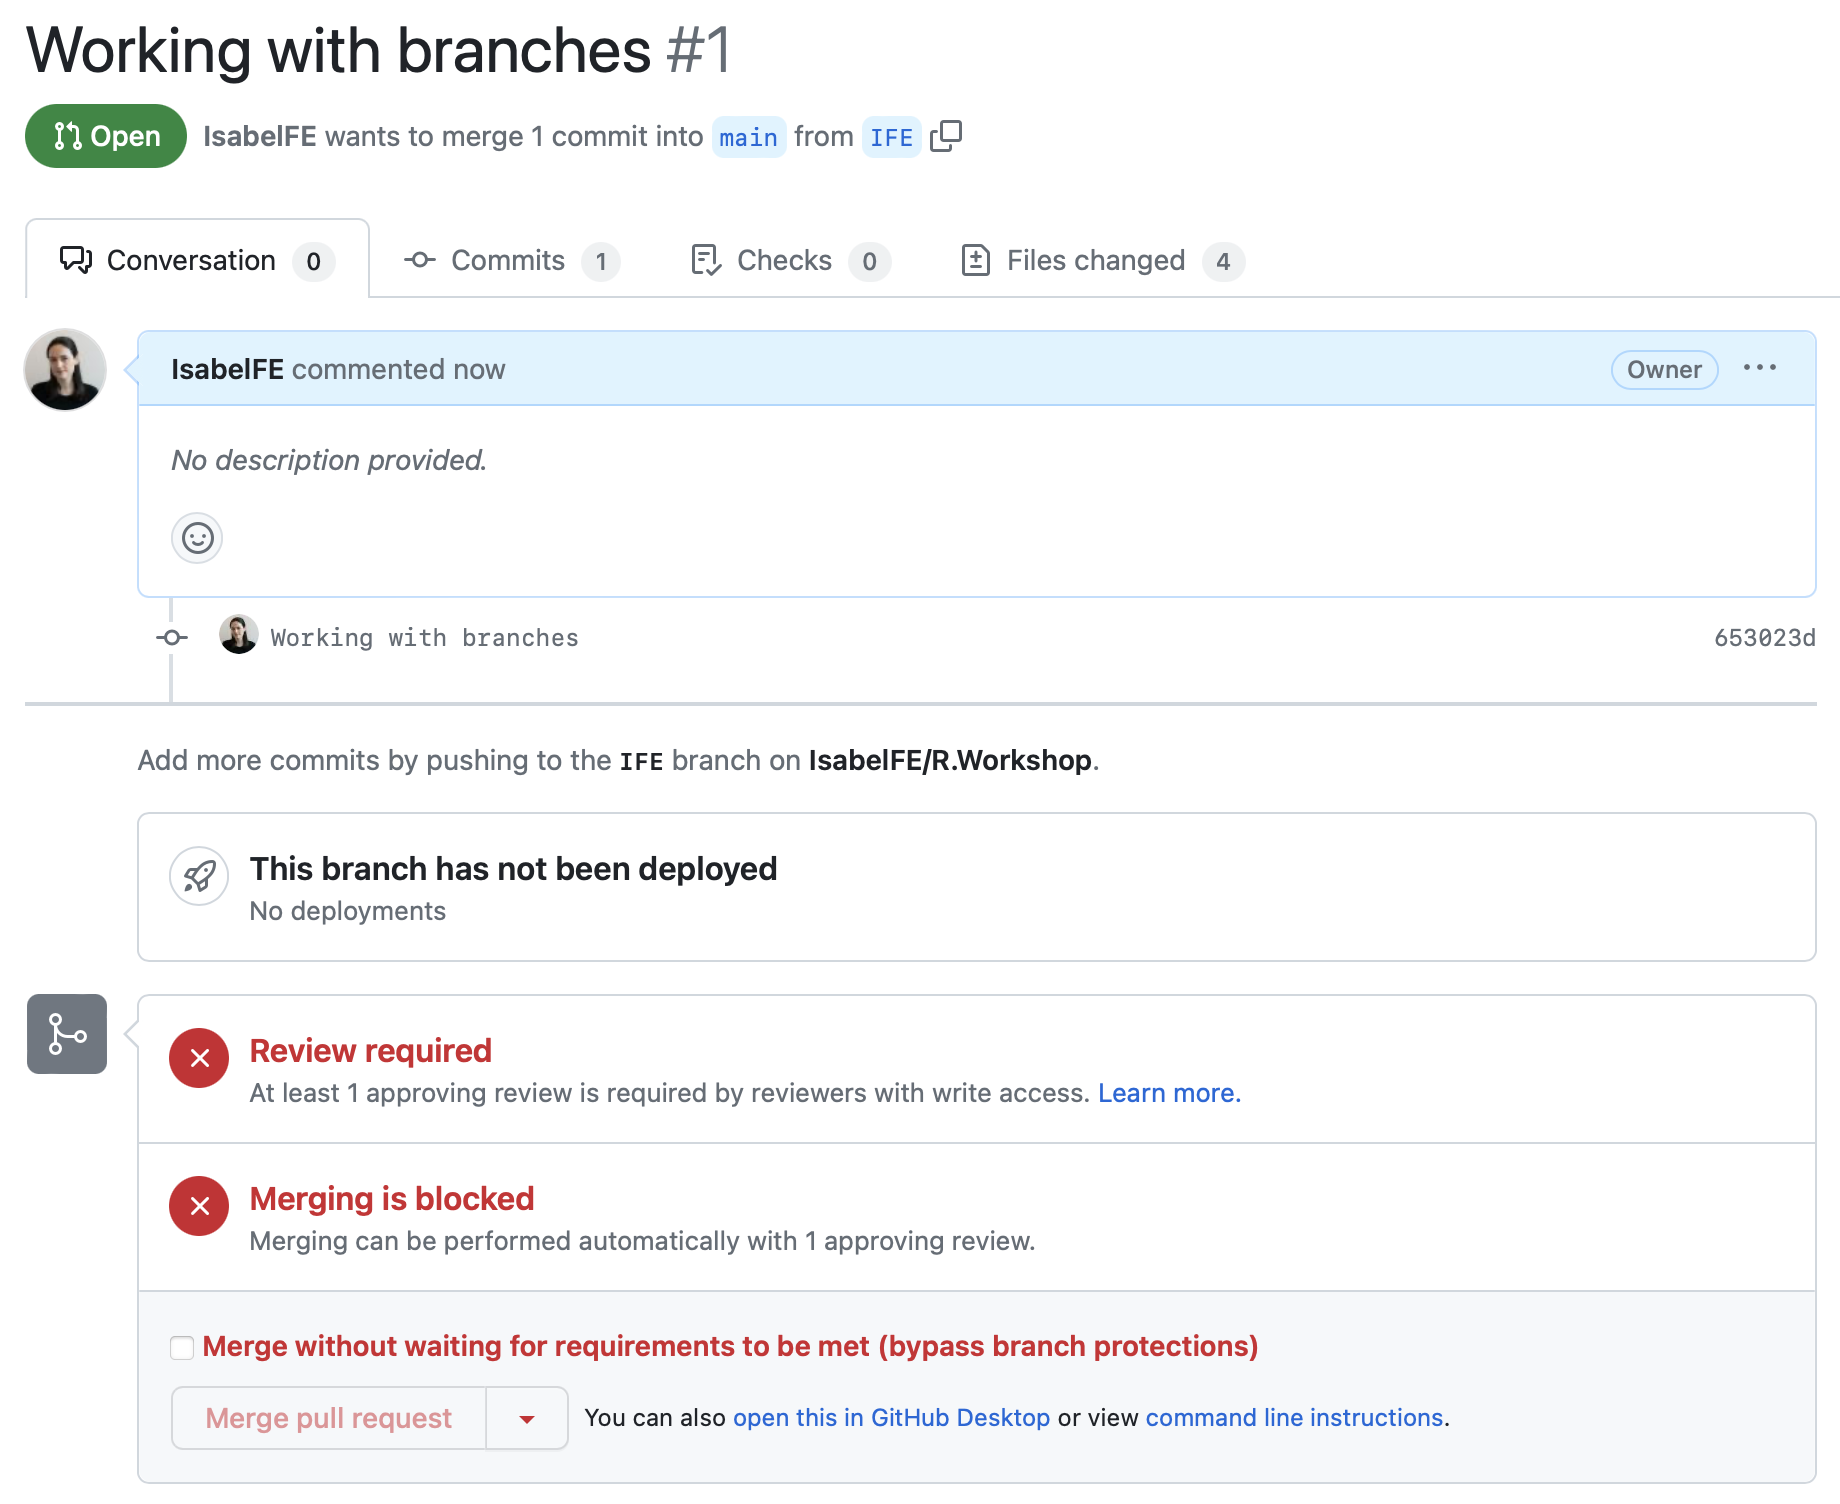 Working with branches #1
Open IsabelFE wants to merge 1 commit into main from IFE
Conversation 0 Commits 1 Checks 0 Files changed 4
IsabelFE commented now Owner
No description provided.
Working with branches 653023d
Add more commits by pushing to the IFE branch on IsabelFE/R.Workshop.
This branch has not been deployed
No deployments
Review required
At least 1 approving review is required by reviewers with write access. Learn more.
Merging is blocked
Merging can be performed automatically with 1 approving review.
Merge without waiting for requirements to be met (bypass branch protections)
Merge pull request You can also open this in GitHub Desktop or view command line instructions.